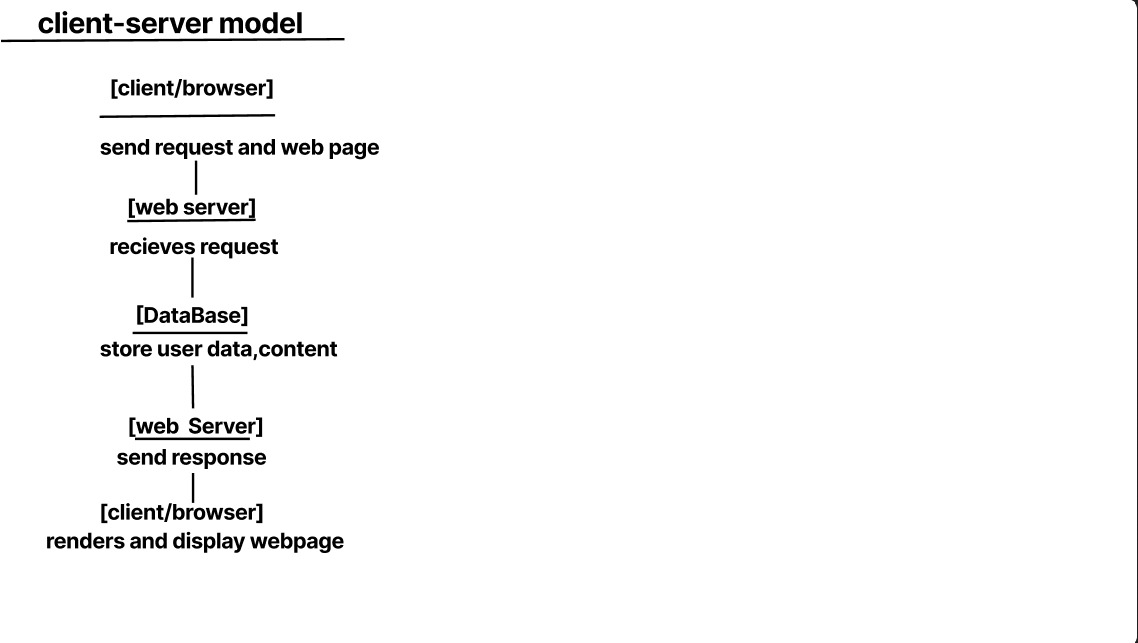 client-server model
[client/browser]
send request and web page
[web server]
recieves request
[DataBase]
store user data,content
[web  Server]
send response
[client/browser]
renders and display webpage